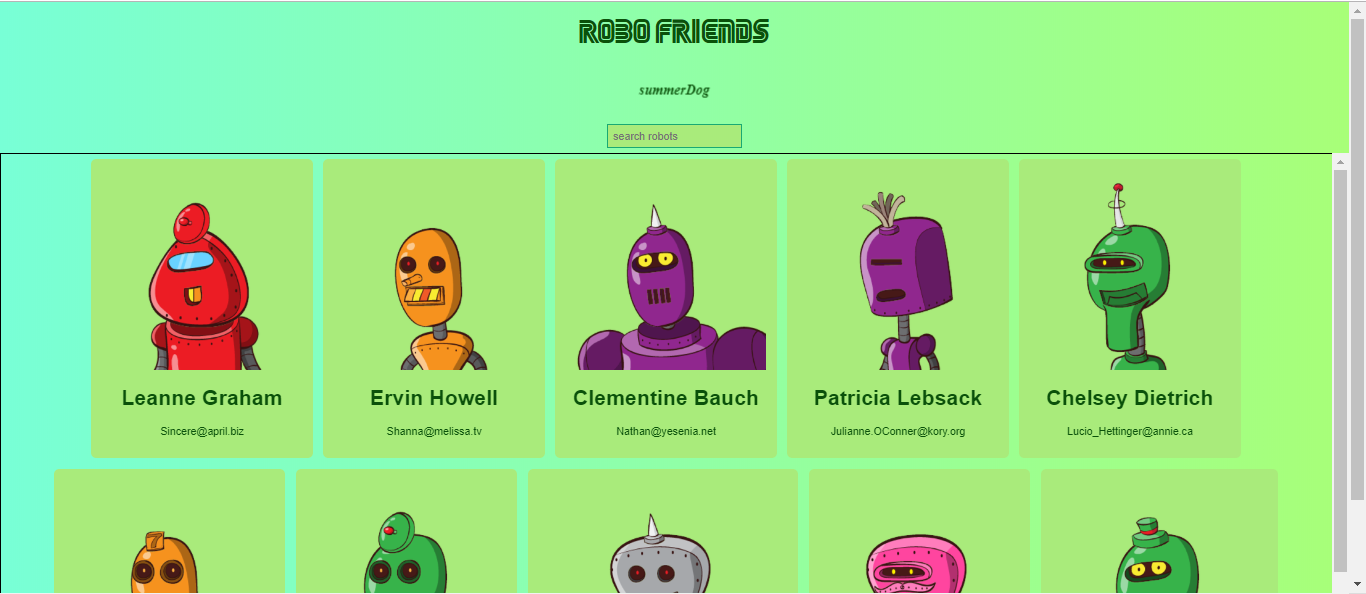 ROBO FRIENDS
summerDog
search robots
Leanne Graham
Sincere@april.biz
Ervin Howell
Shanna@melissa.tv
Clementine Bauch
Nathan@yesenia.net
Patricia Lebsack
Julianne.OConner@kory.org
Chelsey Dietrich
Lucio_Hettinger@annie.ca
7